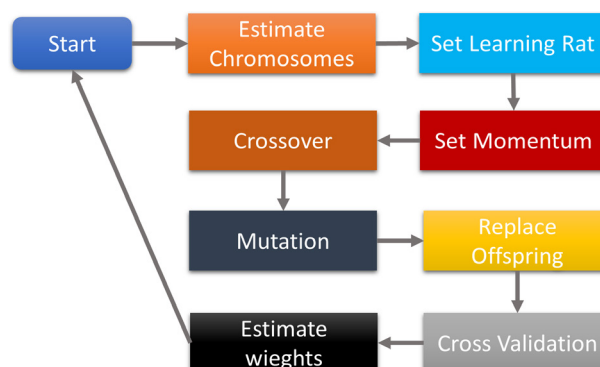 Start
Estimate
Chromosomes
Set Learning Rat
Set Momentum
Crossover
Mutation
Replace
Offspring
Cross Validation
Estimate
wieghts